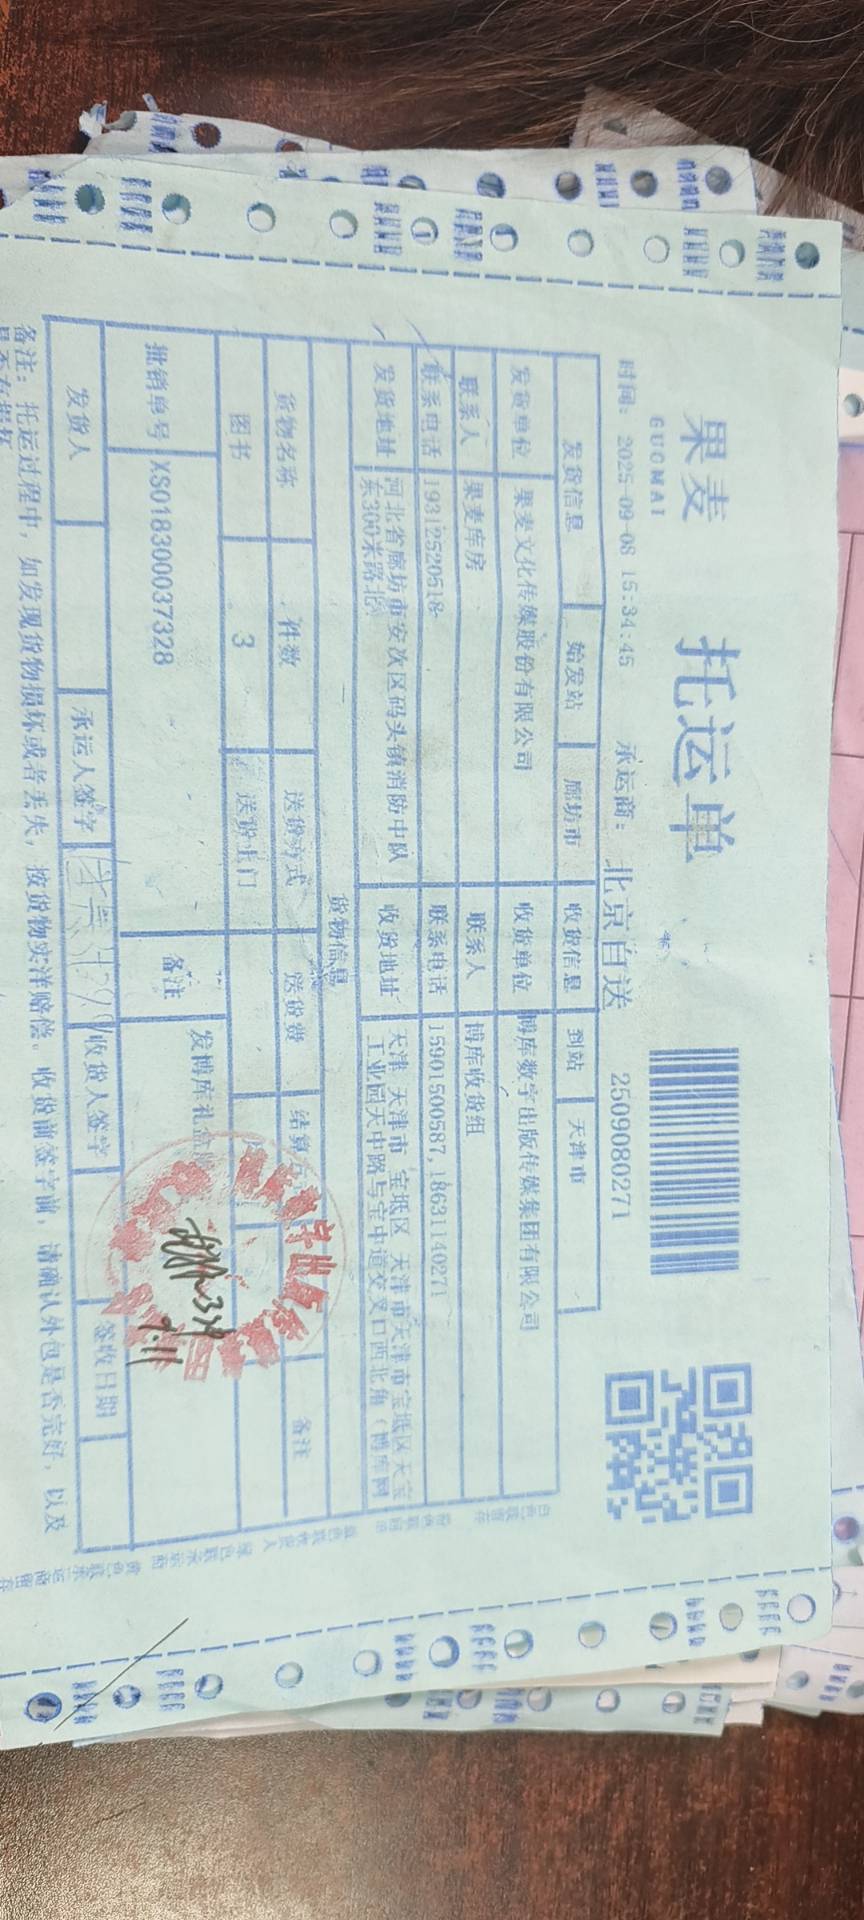 果麦 托运单
GUOMAI
时间: 2025-09-08 15:34:45 承运商: 北京自送 2509080271
发货信息 始发站 廊坊市 收货信息 到站 天津市
发货单位 果麦文化传媒股份有限公司 收货单位 博库数字出版传媒集团有限公司
联系人 果麦库房 联系人 博库收货组
联系电话 19312520518- 联系电话 15901500587,18631140271
发货地址 河北省廊坊市安次区码头镇消防中队东300米路北 收货地址 天津 天津市 宝坻区 天津市天津市宝坻区天宝工业园天中路与宝中道交叉口西北角（博库网
货物信息
货物名称 件数 送货方式 送货费 结算 备注
图书 3 送货上门
批销单号 XS018300037328 备注 发博库礼盒
发货人 承运人签字 收货人签字 签收日期
9.11
备注: 托运过程中, 如发现货物损坏或者丢失, 按货物实洋赔偿。收货前签字前, 请确认外包是否完好, 以及